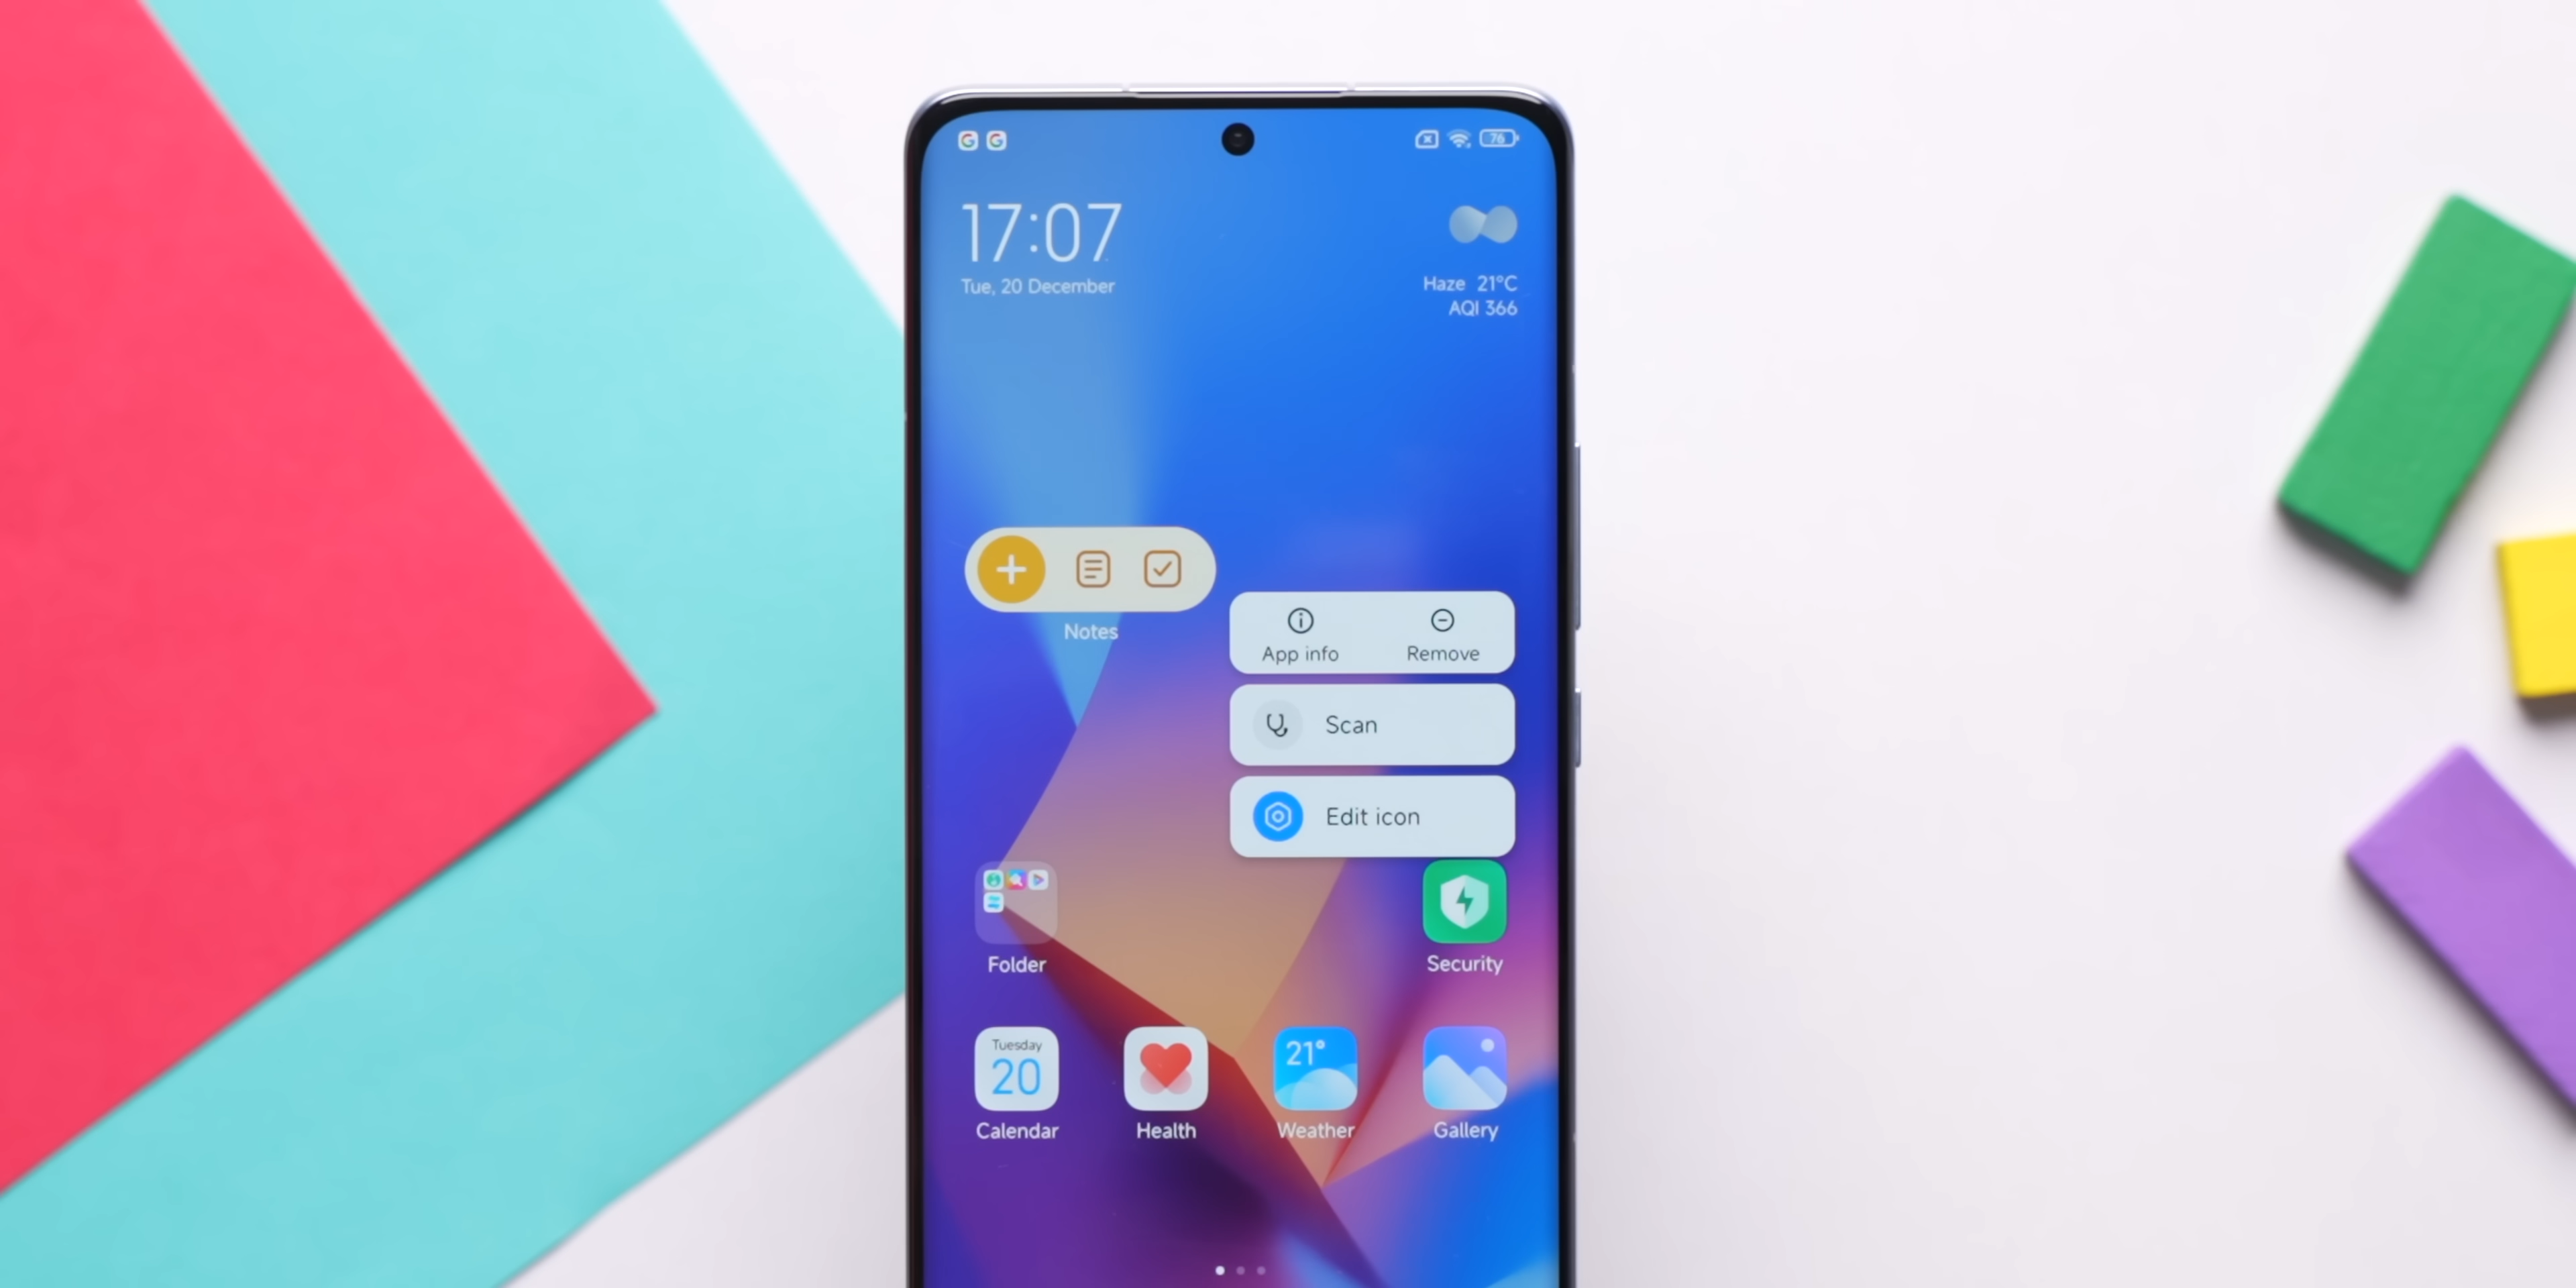 76
17:07
Tue, 20 December
Haze 21°C
AQI 366
Notes
App info Remove
Scan
Edit icon
Folder
Security
Tuesday
20
21°
Calendar Health Weather Gallery